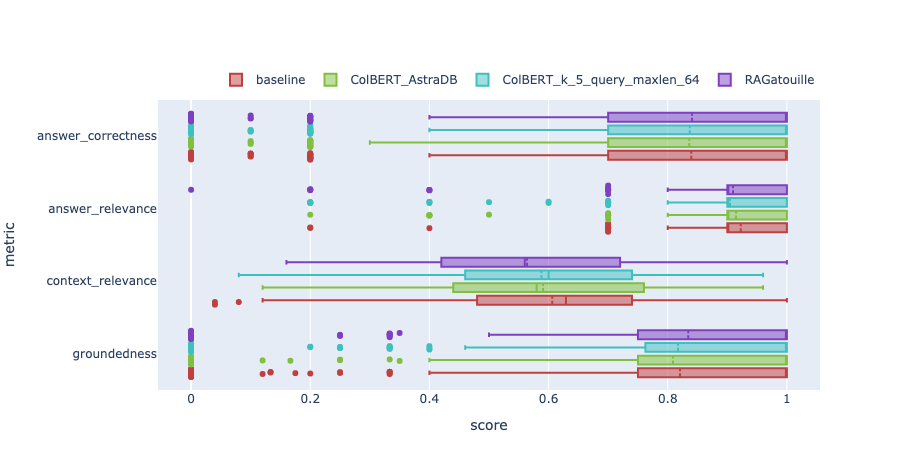 baseline ColBERT_AstraDB ColBERT_k_5_query_maxlen_64 RAGatouille
answer_correctness
answer_relevance
context_relevance
groundedness
metric
0 0.2 0.4 0.6 0.8 1
score